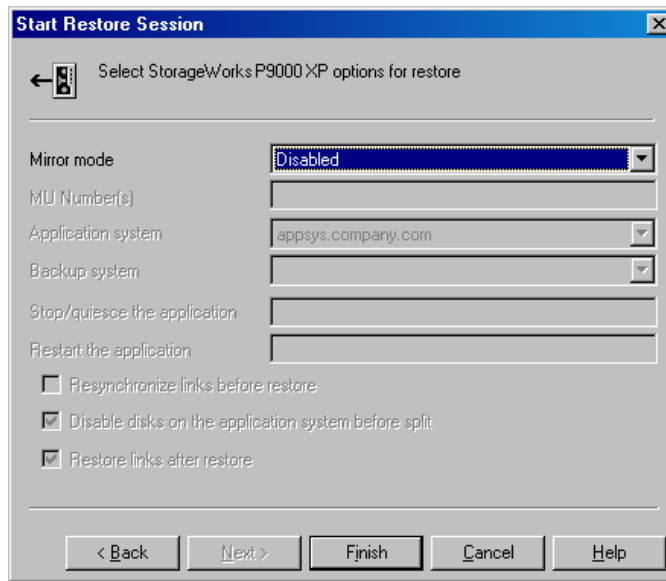 Start Restore Session
Select StorageWorks P9000 XP options for restore
Mirror mode
Disabled
MU Number(s)
Application system
appsys.company.com
Backup system
Stop/quiesce the application
Restart the application
Resynchronize links before restore
Disable disks on the application system before split
Restore links after restore
< Back
Next >
Finish
Cancel
Help